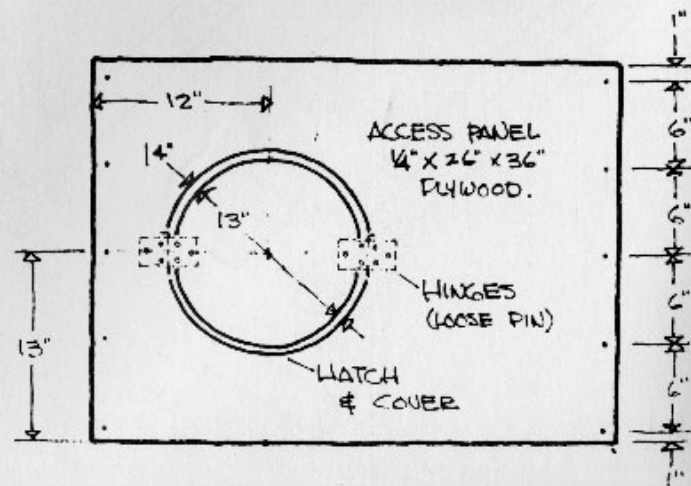 1"
12"
ACCESS PANEL
1/4" X 26" X 36"
PLYWOOD.
6"
14"
13"
6"
HINGES
(LOOSE PIN)
6"
13"
HATCH
& COVER
6"
1"